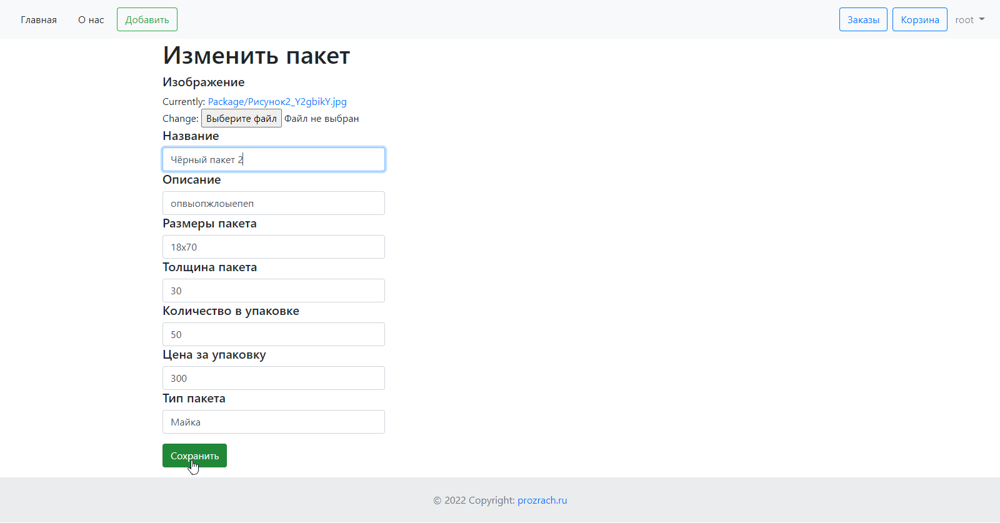 Главная О нас Добавить Заказы Корзина root
Изменить пакет
Изображение
Currently: Package/Рисунок2_Y2gbikY.jpg
Change: Выберите файл Файл не выбран
Название
Чёрный пакет 2
Описание
опвыопжлоыепеп
Размеры пакета
18х70
Толщина пакета
30
Количество в упаковке
50
Цена за упаковку
300
Тип пакета
Майка
Сохранить
© 2022 Copyright: prozrach.ru